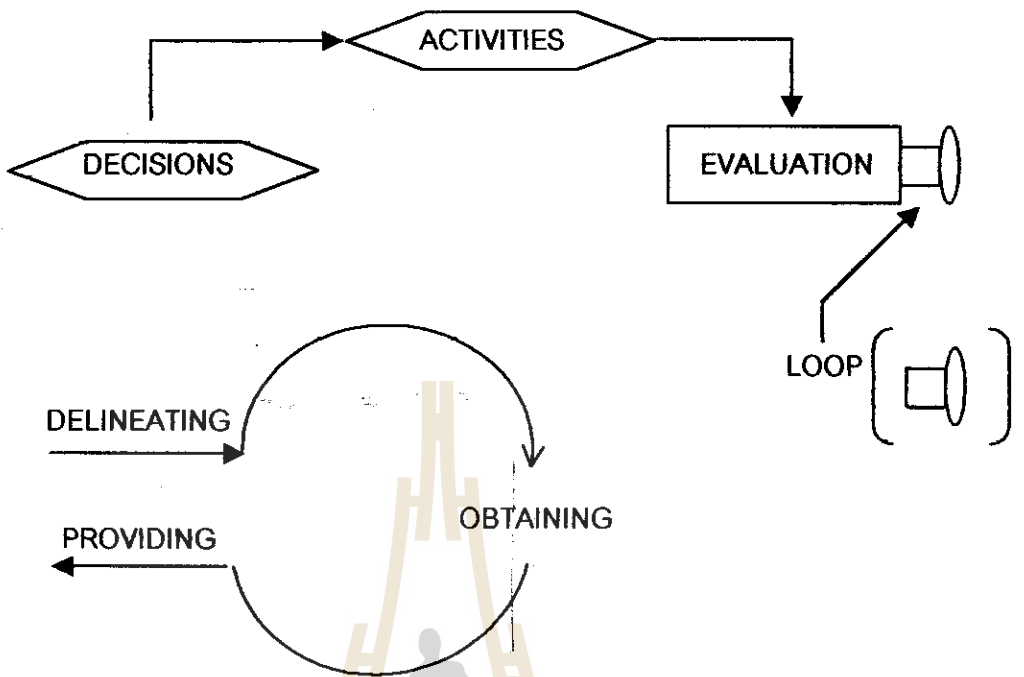 ACTIVITIES
DECISIONS
EVALUATION
LOOP
DELINEATING
OBTAINING
PROVIDING